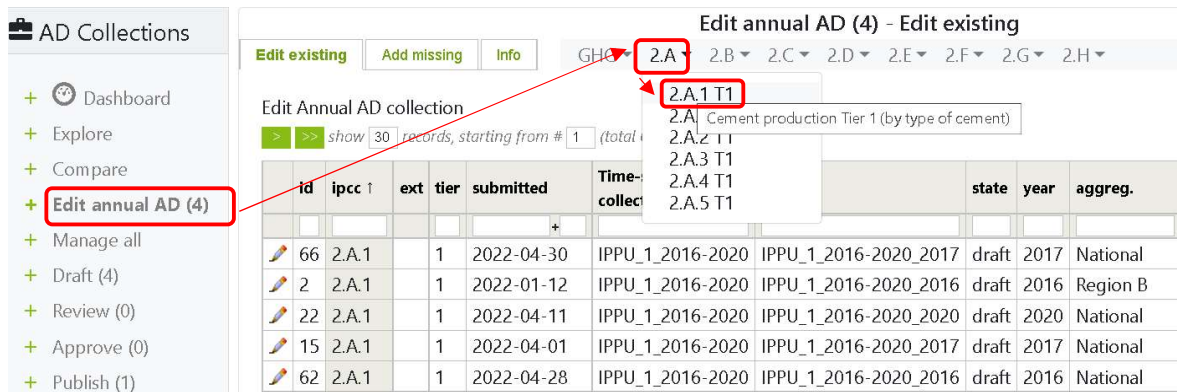 AD Collections
+ Dashboard
+ Explore
+ Compare
+ Edit annual AD (4)
+ Manage all
+ Draft (4)
+ Review (0)
+ Approve (0)
+ Publish (1)
Edit annual AD (4) - Edit existing
Edit existing Add missing Info GHG 2.A 2.B 2.C 2.D 2.E 2.F 2.G 2.H
2.A.1 T1
Cement production Tier 1 (by type of cement)
2.A.2 T1
2.A.3 T1
2.A.4 T1
2.A.5 T1
Edit Annual AD collection
> >> show 30 records, starting from # 1 (total
id ipcc ↑ ext tier submitted state year aggreg.
+
66 2.A.1 1 2022-04-30 IPPU_1_2016-2020 IPPU_1_2016-2020_2017 draft 2017 National
2 2.A.1 1 2022-01-12 IPPU_1_2016-2020 IPPU_1_2016-2020_2016 draft 2016 Region B
22 2.A.1 1 2022-04-11 IPPU_1_2016-2020 IPPU_1_2016-2020_2020 draft 2020 National
15 2.A.1 1 2022-04-01 IPPU_1_2016-2020 IPPU_1_2016-2020_2017 draft 2017 National
62 2.A.1 1 2022-04-28 IPPU_1_2016-2020 IPPU_1_2016-2020_2016 draft 2016 National